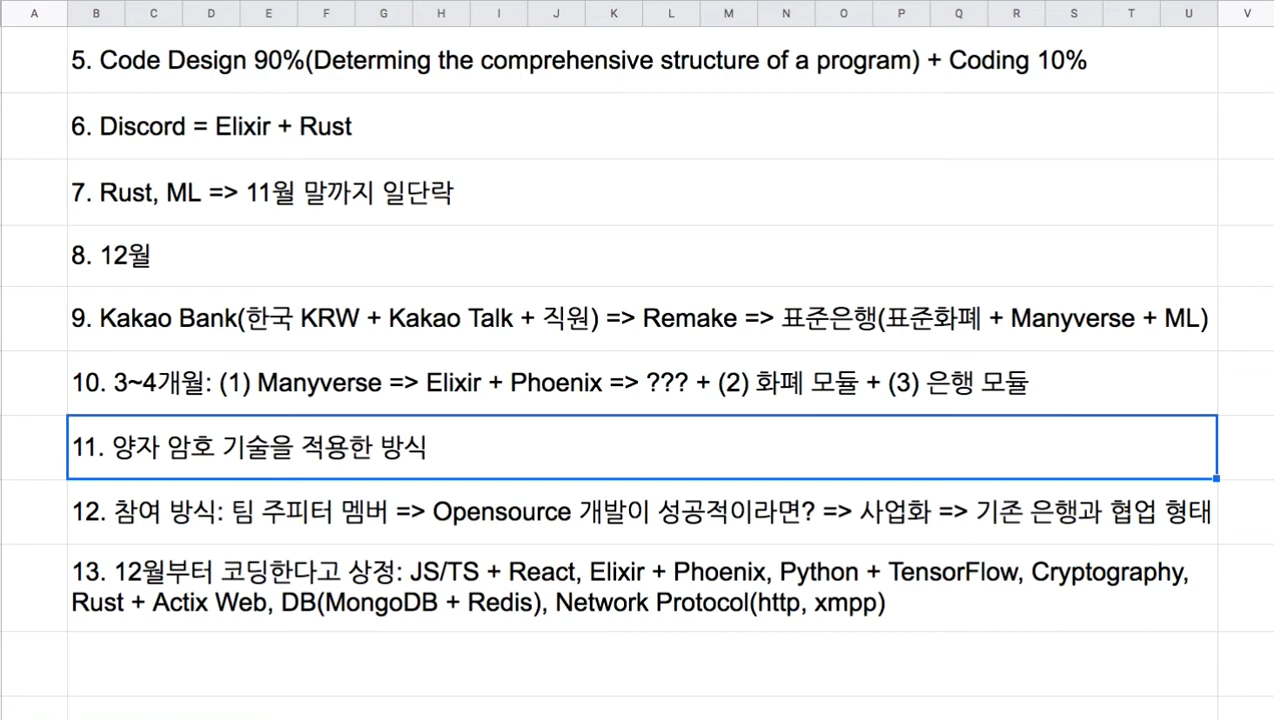 A B C D E F G H I J K L M N O P Q R S T U V
5. Code Design 90%(Determing the comprehensive structure of a program) + Coding 10%
6. Discord = Elixir + Rust
7. Rust, ML => 11월 말까지 일단락
8. 12월
9. Kakao Bank(한국 KRW + Kakao Talk + 직원) => Remake => 표준은행(표준화폐 + Manyverse + ML)
10. 3~4개월: (1) Manyverse => Elixir + Phoenix => ??? + (2) 화폐 모듈 + (3) 은행 모듈
11. 양자 암호 기술을 적용한 방식
12. 참여 방식: 팀 주피터 멤버 => Opensource 개발이 성공적이라면? => 사업화 => 기존 은행과 협업 형태
13. 12월부터 코딩한다고 상정: JS/TS + React, Elixir + Phoenix, Python + TensorFlow, Cryptography,
Rust + Actix Web, DB(MongoDB + Redis), Network Protocol(http, xmpp)